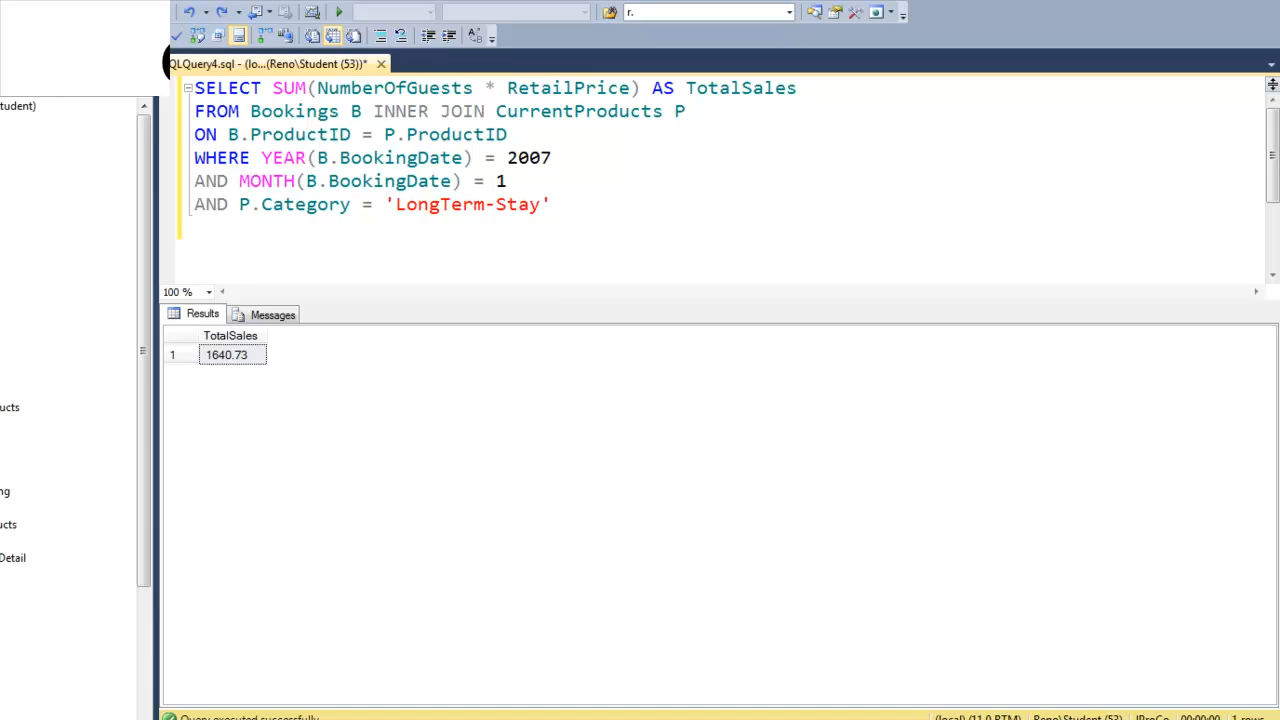 r.
QLQuery4.sql - (lo...(Reno\Student (53))*
SELECT SUM(NumberOfGuests * RetailPrice) AS TotalSales
FROM Bookings B INNER JOIN CurrentProducts P
ON B.ProductID = P.ProductID
WHERE YEAR(B.BookingDate) = 2007
AND MONTH(B.BookingDate) = 1
AND P.Category = 'LongTerm-Stay'
tudent)
ucts
ng
ucts
Detail
100 %
Results
Messages
TotalSales
1 1640.73
Query executed successfully
(local) (11.0 RTM) Reno\Student (53) JProCo 00:00:00 1 rows